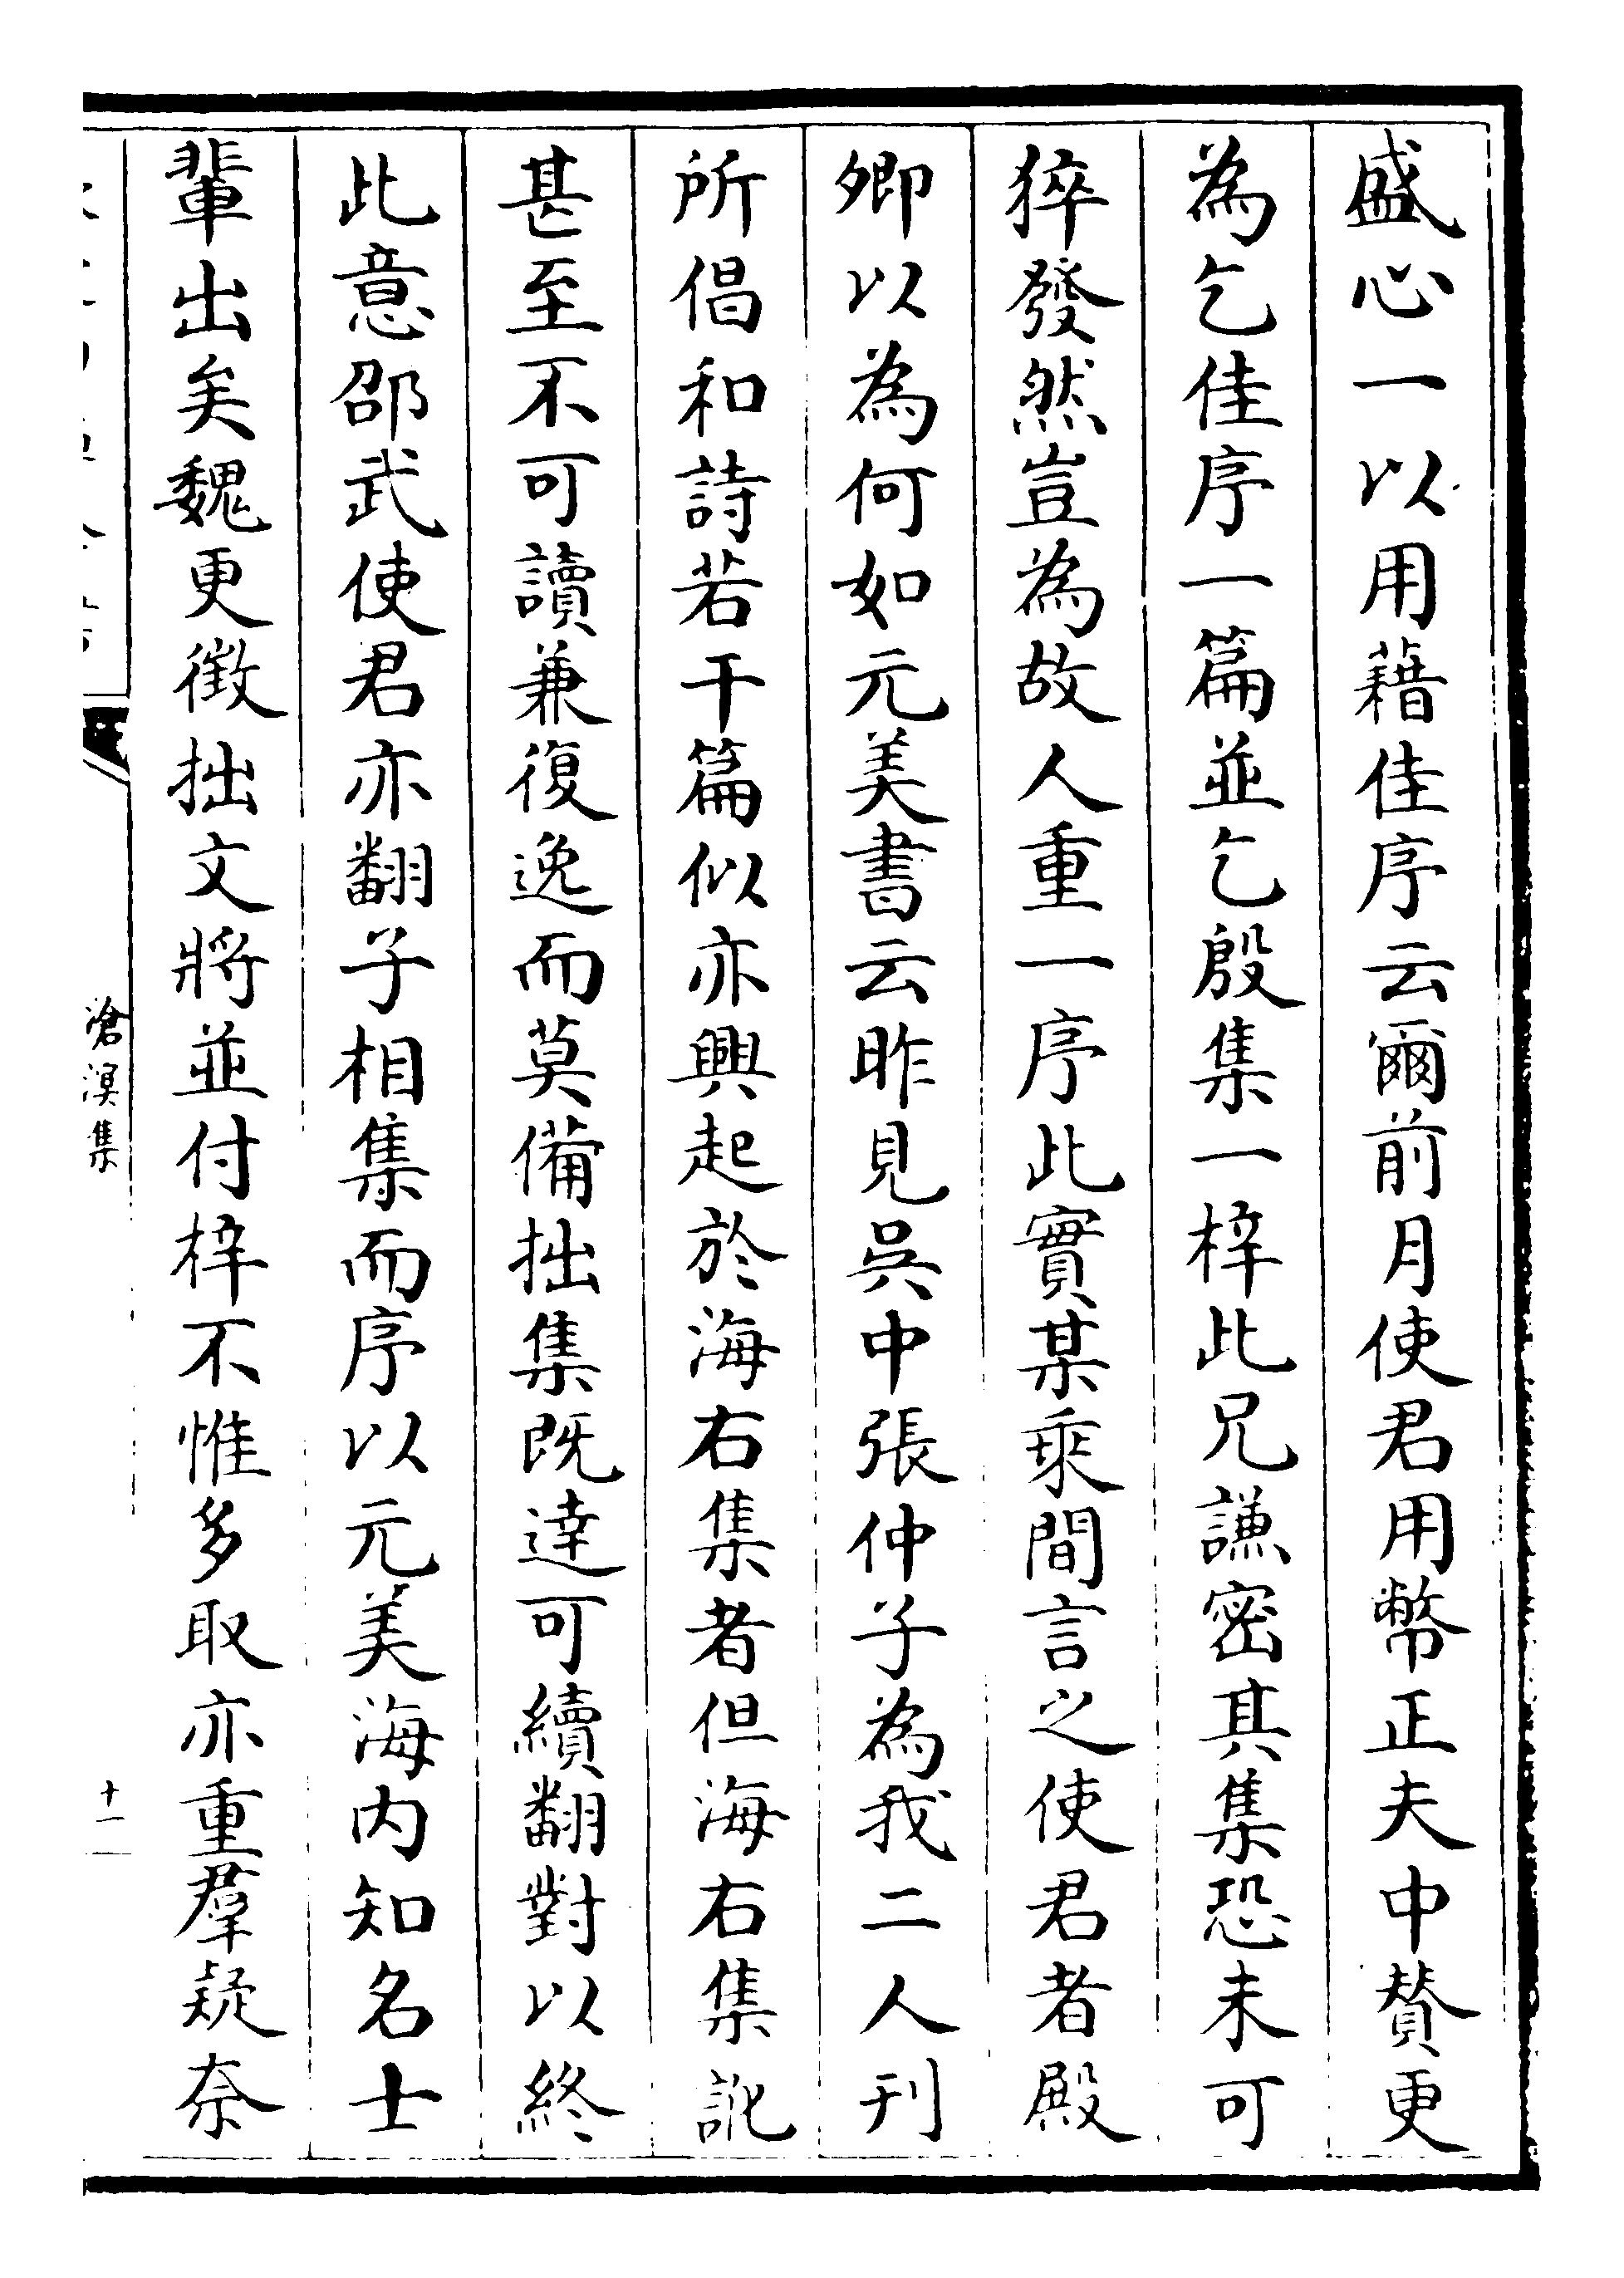 盛心一以用藉佳序云爾前月使君用幣正夫中賛更
為乞佳序一篇並乞殷集一梓此兄謙密其集恐未可
猝發然豈為故人重一序此實某乘間言之使君者殿
卿以為何如元美書云昨見吳中張仲子為我二人刋
所倡和詩若干篇似亦興起於海右集者但海右集訛
甚至不可讀兼復逸而莫備拙集既達可續翻對以終
此意邵武使君亦翻子相集而序以元美海内知名士
輩出矣魏更徵拙文將並付梓不惟多取亦重羣疑奈
滄溟集
十一